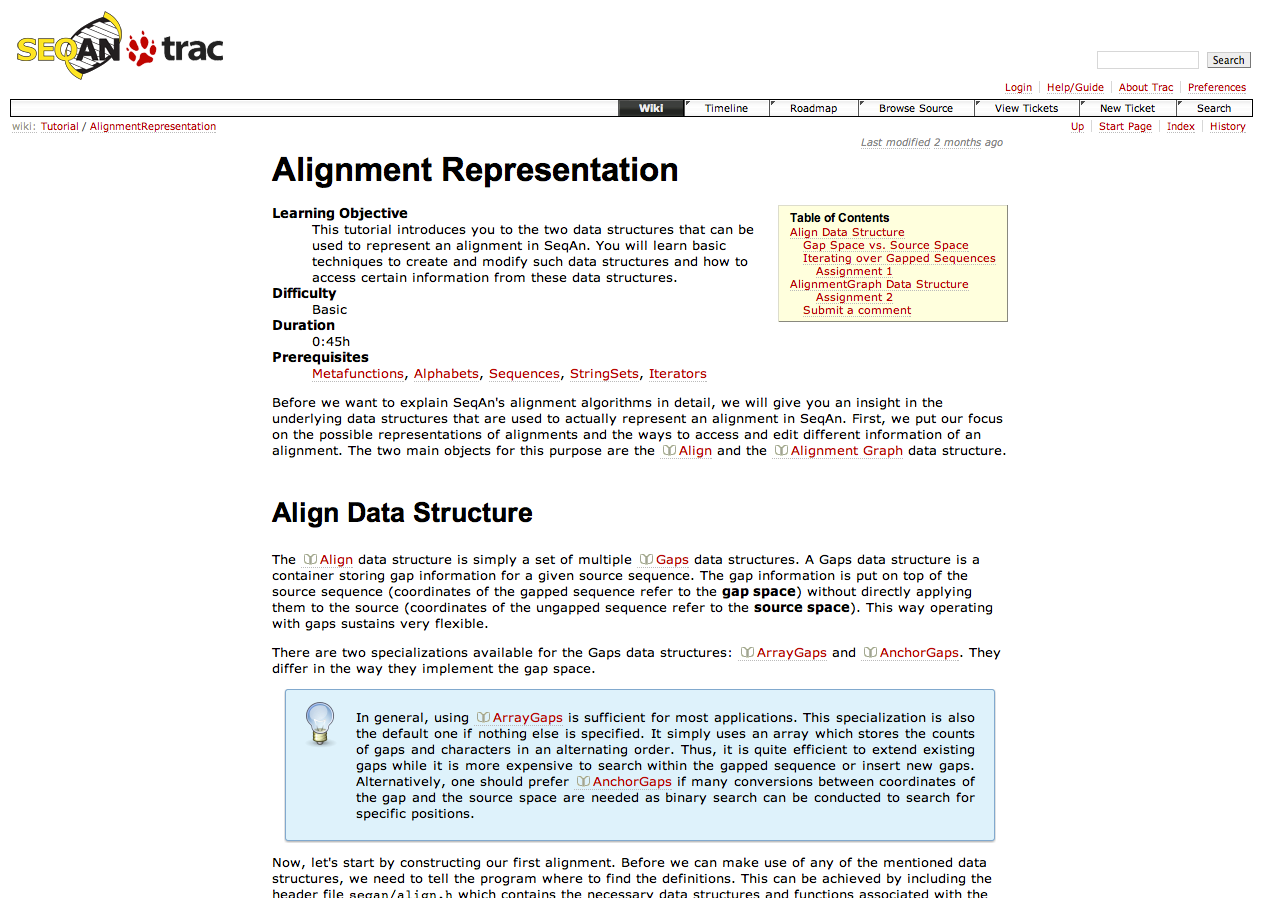 SEQAN trac
Search
Login Help/Guide About Trac Preferences
Wiki Timeline Roadmap Browse Source View Tickets New Ticket Search
wiki: Tutorial / AlignmentRepresentation
Up Start Page Index History
Last modified 2 months ago
Alignment Representation
Learning Objective
This tutorial introduces you to the two data structures that can be
used to represent an alignment in SeqAn. You will learn basic
techniques to create and modify such data structures and how to
access certain information from these data structures.
Difficulty
Basic
Duration
0:45h
Prerequisites
Metafunctions, Alphabets, Sequences, StringSets, Iterators
Table of Contents
Align Data Structure
Gap Space vs. Source Space
Iterating over Gapped Sequences
Assignment 1
AlignmentGraph Data Structure
Assignment 2
Submit a comment
Before we want to explain SeqAn's alignment algorithms in detail, we will give you an insight in the
underlying data structures that are used to actually represent an alignment in SeqAn. First, we put our focus
on the possible representations of alignments and the ways to access and edit different information of an
alignment. The two main objects for this purpose are the Align and the Alignment Graph data structure.
Align Data Structure
The Align data structure is simply a set of multiple Gaps data structures. A Gaps data structure is a
container storing gap information for a given source sequence. The gap information is put on top of the
source sequence (coordinates of the gapped sequence refer to the gap space) without directly applying
them to the source (coordinates of the ungapped sequence refer to the source space). This way operating
with gaps sustains very flexible.
There are two specializations available for the Gaps data structures: ArrayGaps and AnchorGaps. They
differ in the way they implement the gap space.
In general, using ArrayGaps is sufficient for most applications. This specialization is also
the default one if nothing else is specified. It simply uses an array which stores the counts
of gaps and characters in an alternating order. Thus, it is quite efficient to extend existing
gaps while it is more expensive to search within the gapped sequence or insert new gaps.
Alternatively, one should prefer AnchorGaps if many conversions between coordinates of
the gap and the source space are needed as binary search can be conducted to search for
specific positions.
Now, let's start by constructing our first alignment. Before we can make use of any of the mentioned data
structures, we need to tell the program where to find the definitions. This can be achieved by including the
header file seqan/align.h which contains the necessary data structures and functions associated with the